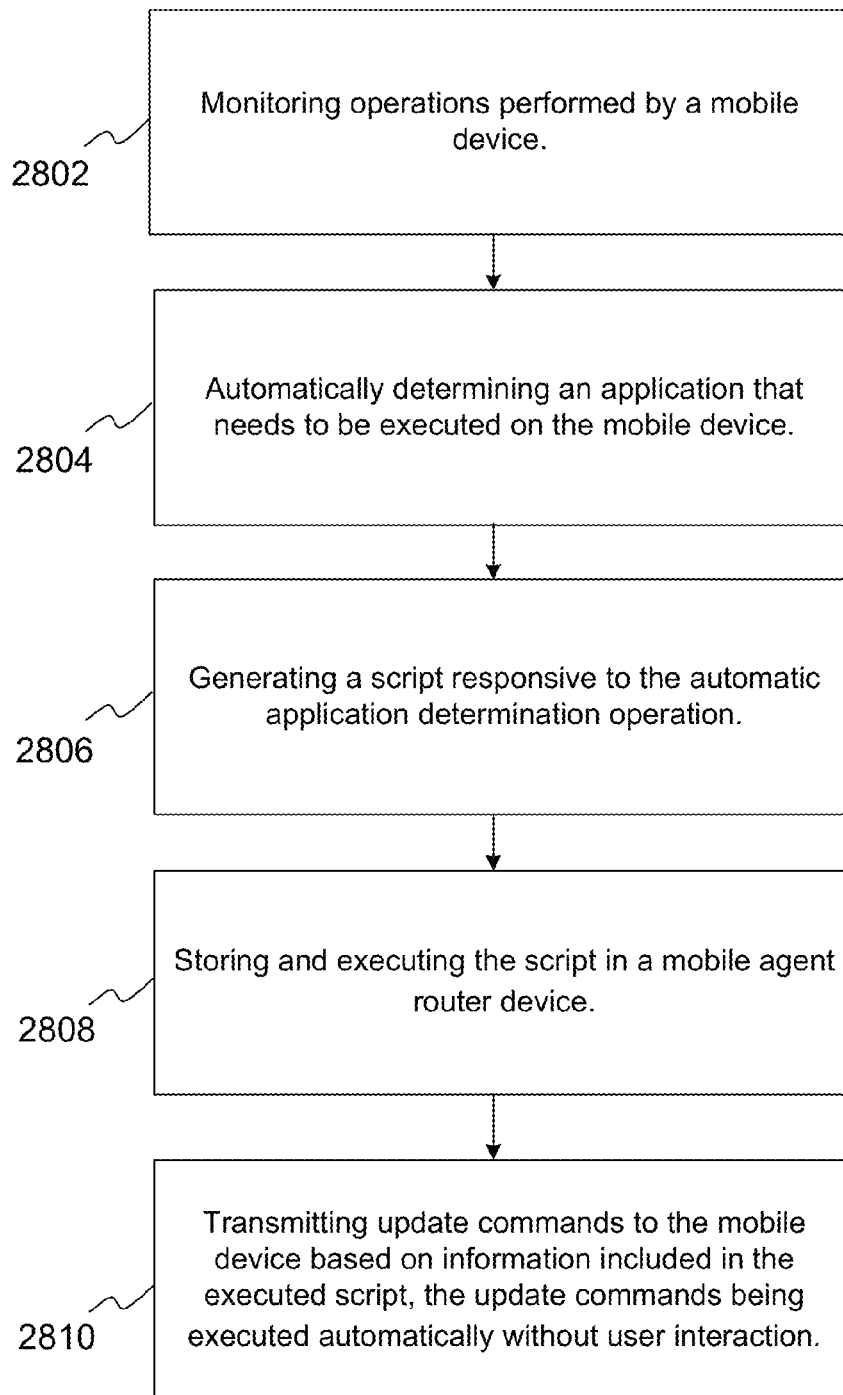 Monitoring operations performed by a mobile
device.
2802
Automatically determining an application that
needs to be executed on the mobile device.
2804
Generating a script responsive to the automatic
application determination operation.
2806
Storing and executing the script in a mobile agent
router device.
2808
Transmitting update commands to the mobile
device based on information included in the
executed script, the update commands being
executed automatically without user interaction.
2810